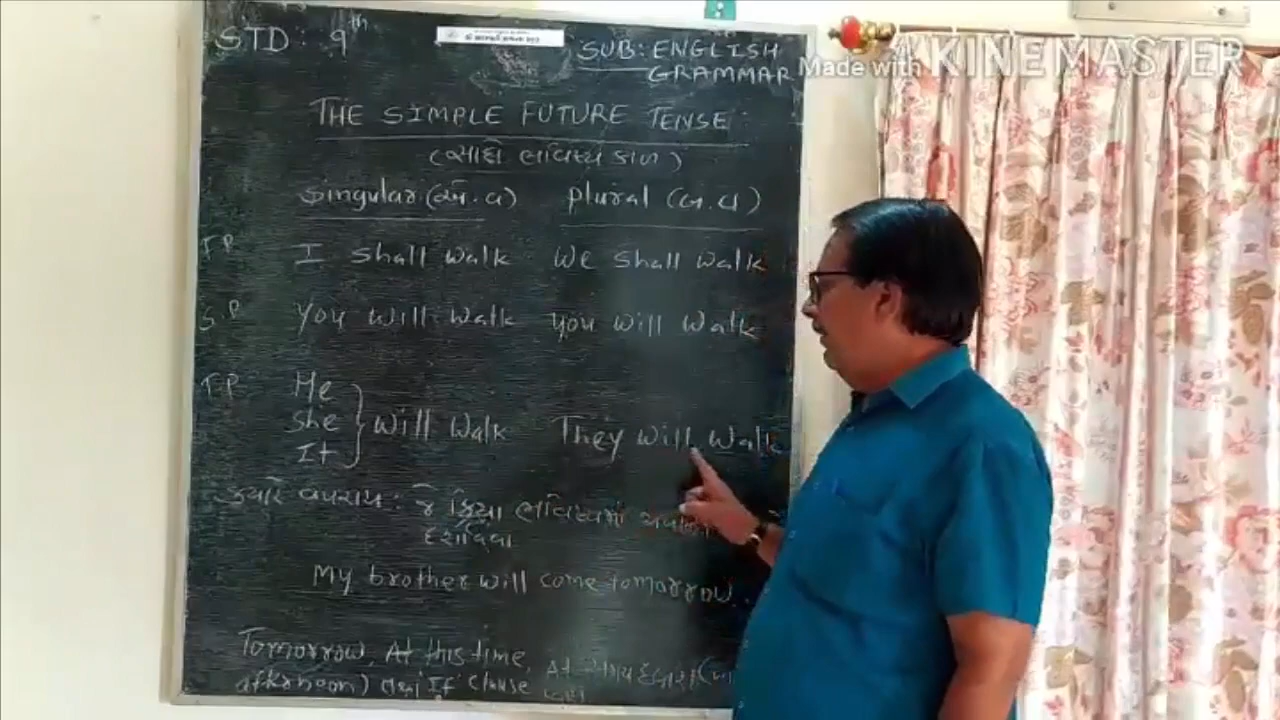 STD: 9th
SUB: ENGLISH
GRAMMAR
Made with KINEMASTER
THE SIMPLE FUTURE TENSE:
(સાદો ભવિષ્ય કાળ)
Singular (એ.વ) plural (બ.વ)
F.P I shall walk We shall walk
S.P You will walk you will walk
T.P He
She
It
will walk They will walk
ક્યારે વપરાય: જે ક્રિયા ભવિષ્યમાં
દર્શાવવા
My brother will come tomorrow.
Tomorrow, At this time, At
afternoon) તથા 'If' Clause